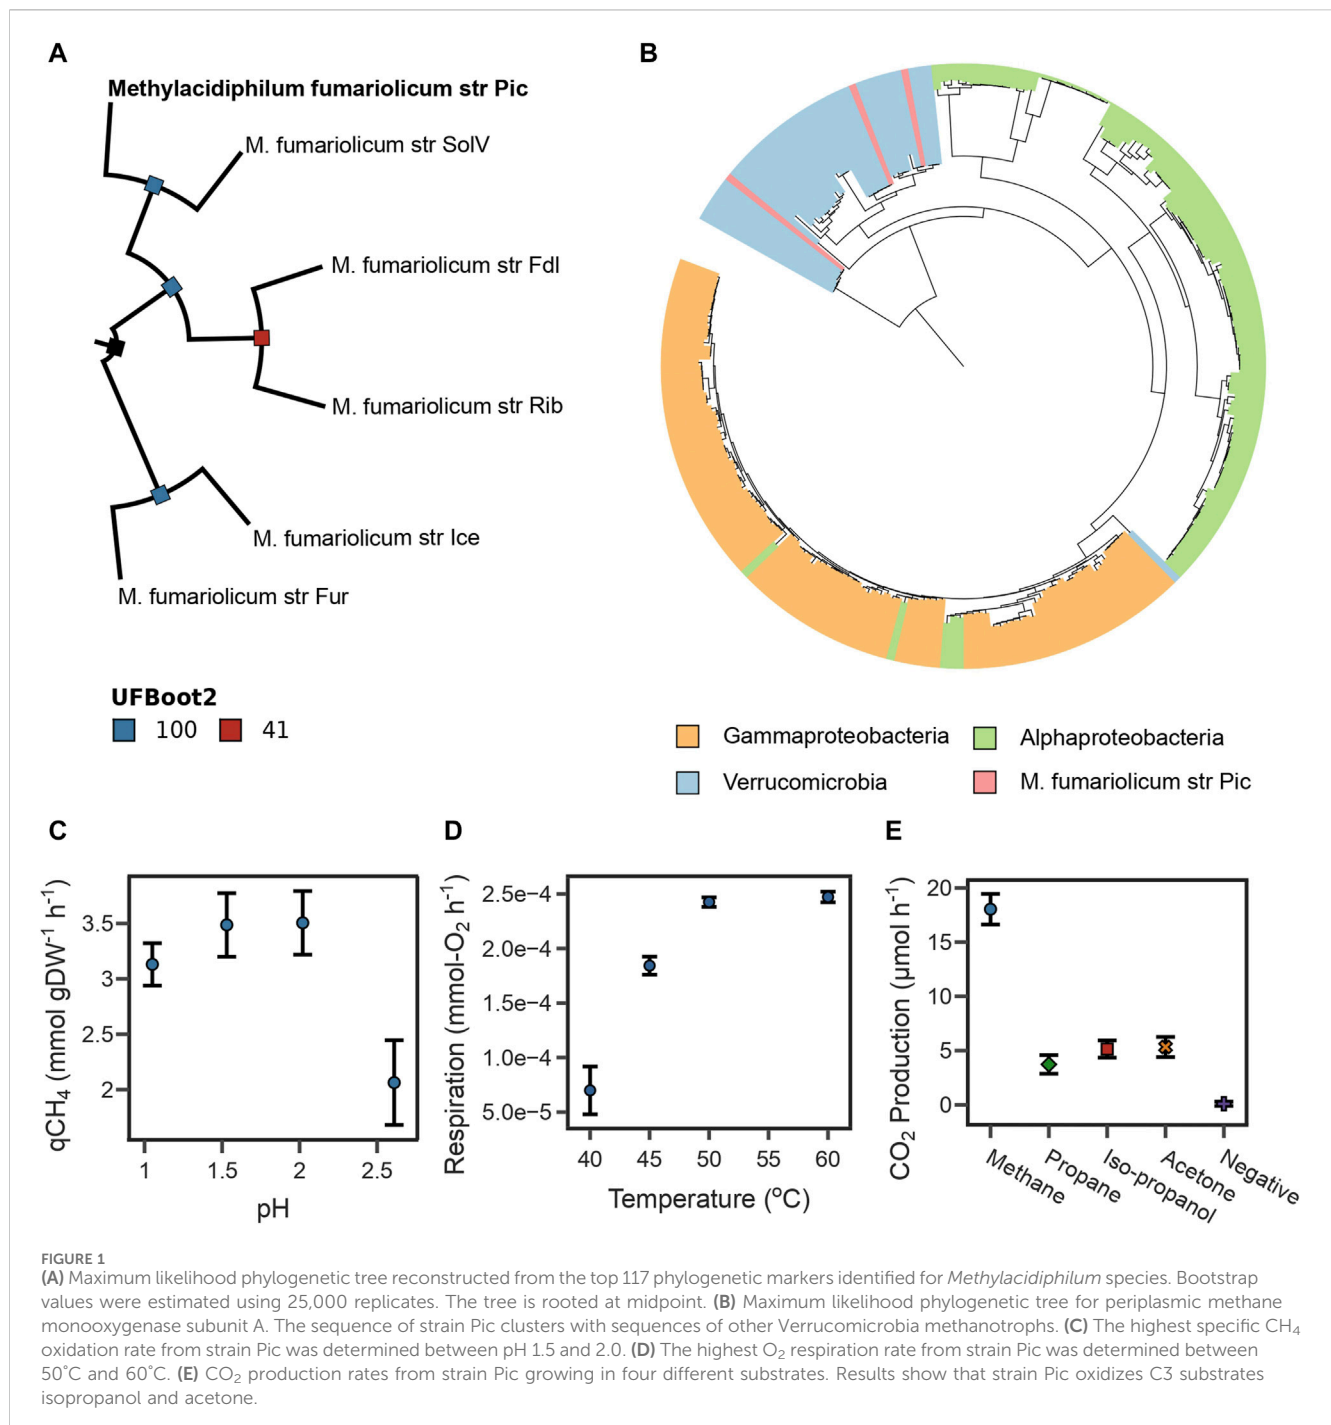 A
Methylacidiphilum fumariolicum str Pic
M. fumariolicum str SolV
M. fumariolicum str Fdl
M. fumariolicum str Rib
M. fumariolicum str Ice
M. fumariolicum str Fur
UFBoot2
100 41
B
Gammaproteobacteria Alphaproteobacteria
Verrucomicrobia M. fumariolicum str Pic
C
qCH4 (mmol gDW-1 h-1)
3.5
3
2.5
2
1 1.5 2 2.5
pH
D
Respiration (mmol-O2 h-1)
2.5e−4
2.0e−4
1.5e−4
1.0e−4
5.0e−5
40 45 50 55 60
Temperature (oC)
E
CO2 Production (µmol h-1)
20
15
10
5
0
Methane Propane Iso-propanol Acetone Negative
FIGURE 1
(A) Maximum likelihood phylogenetic tree reconstructed from the top 117 phylogenetic markers identified for Methylacidiphilum species. Bootstrap
values were estimated using 25,000 replicates. The tree is rooted at midpoint. (B) Maximum likelihood phylogenetic tree for periplasmic methane
monooxygenase subunit A. The sequence of strain Pic clusters with sequences of other Verrucomicrobia methanotrophs. (C) The highest specific CH4
oxidation rate from strain Pic was determined between pH 1.5 and 2.0. (D) The highest O2 respiration rate from strain Pic was determined between
50°C and 60°C. (E) CO2 production rates from strain Pic growing in four different substrates. Results show that strain Pic oxidizes C3 substrates
isopropanol and acetone.